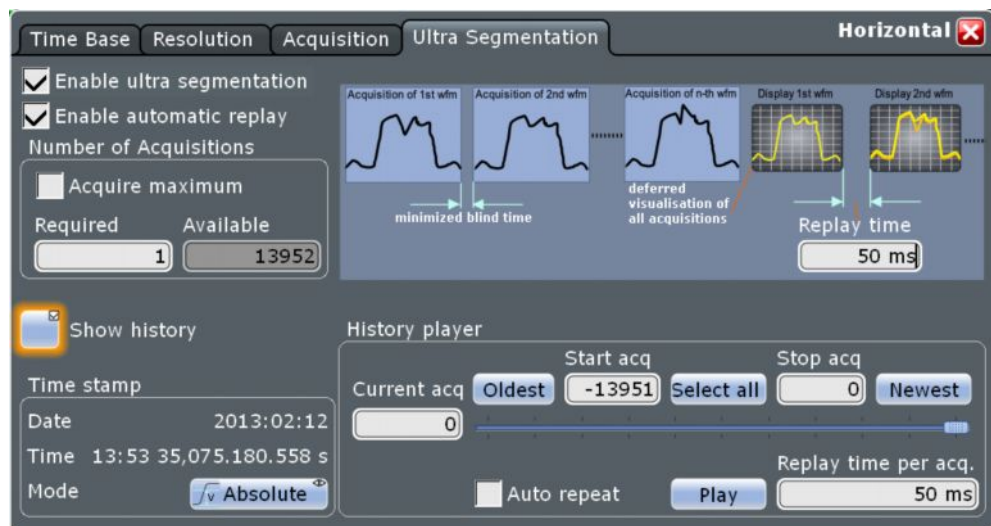 Time Base Resolution Acquisition Ultra Segmentation Horizontal
Enable ultra segmentation
Enable automatic replay
Number of Acquisitions
Acquire maximum
Required Available
1 13952
Acquisition of 1st wfm Acquisition of 2nd wfm Acquisition of n-th wfm Display 1st wfm Display 2nd wfm
minimized blind time
deferred
visualisation of
all acquisitions
Replay time
50 ms
Show history
Time stamp
Date 2013:02:12
Time 13:53 35,075.180.558 s
Mode Absolute
History player
Start acq Stop acq
Current acq Oldest -13951 Select all 0 Newest
0
Replay time per acq.
Auto repeat Play 50 ms